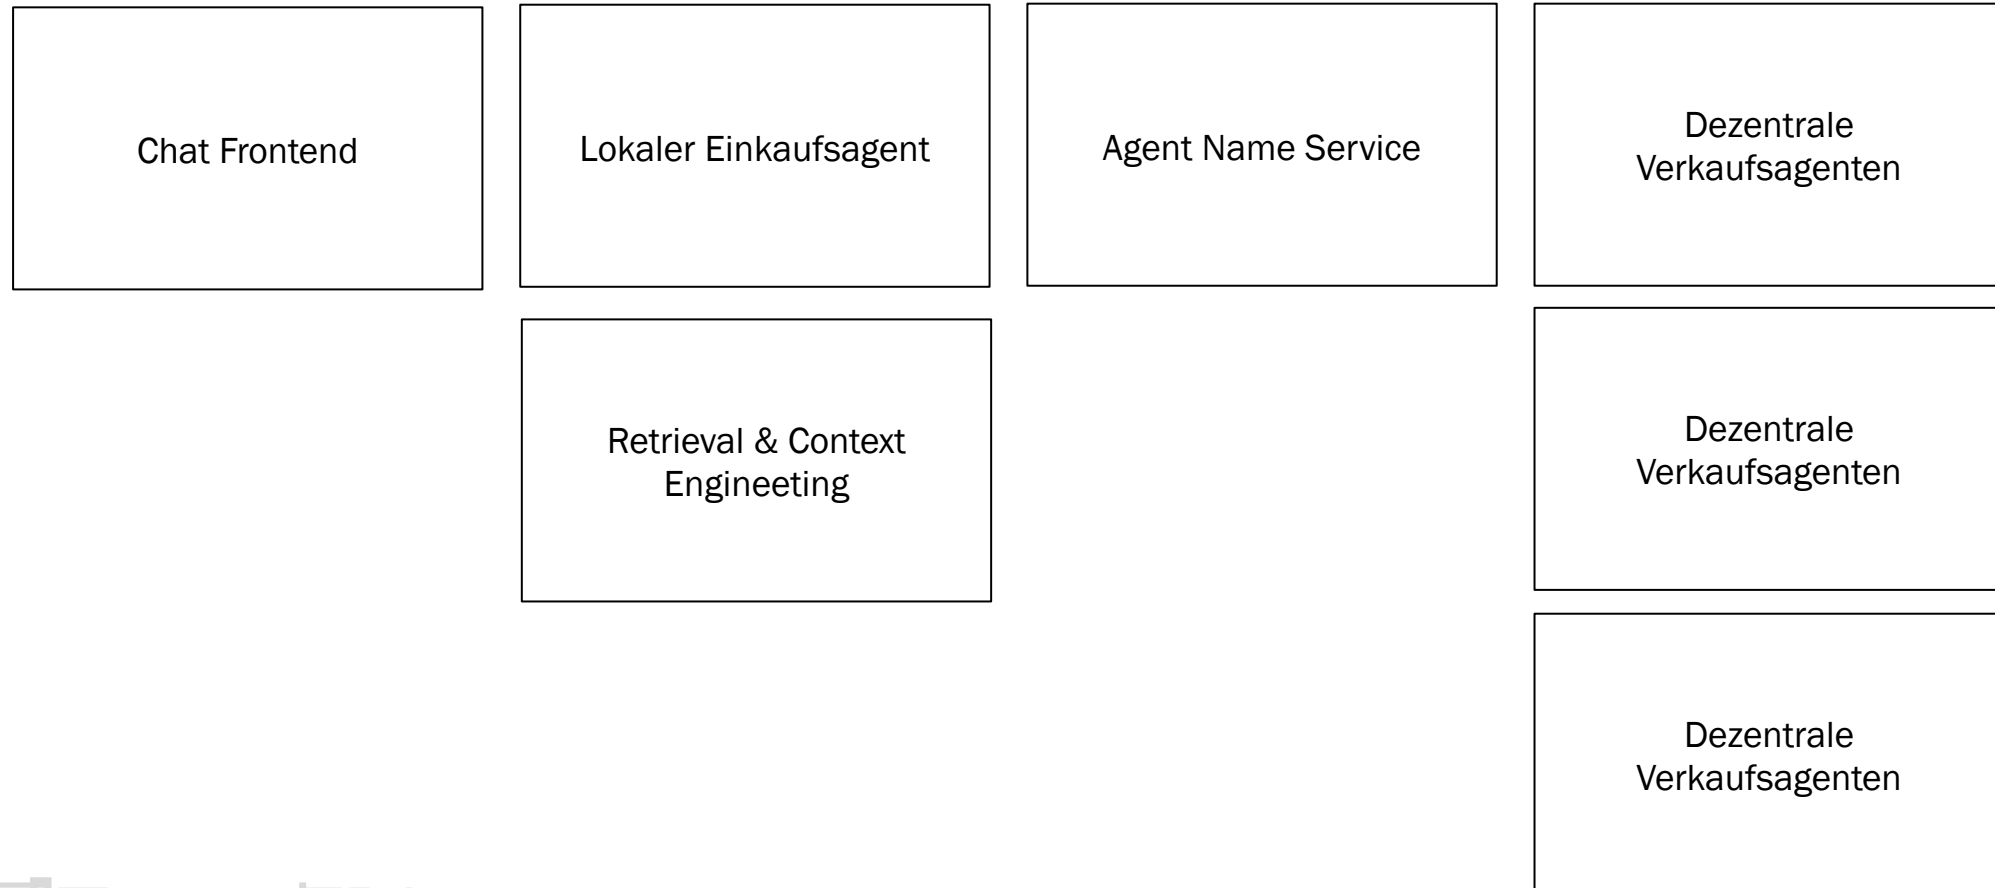 Chat Frontend
Lokaler Einkaufsagent
Agent Name Service
Dezentrale
Verkaufsagenten
Retrieval & Context
Engineeting
Dezentrale
Verkaufsagenten
Dezentrale
Verkaufsagenten